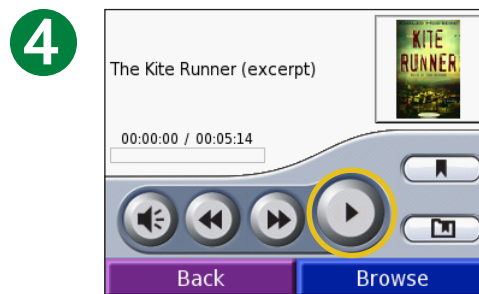 4
KITE
RUNNER
The Kite Runner (excerpt)
00:00:00 / 00:05:14
Back
Browse